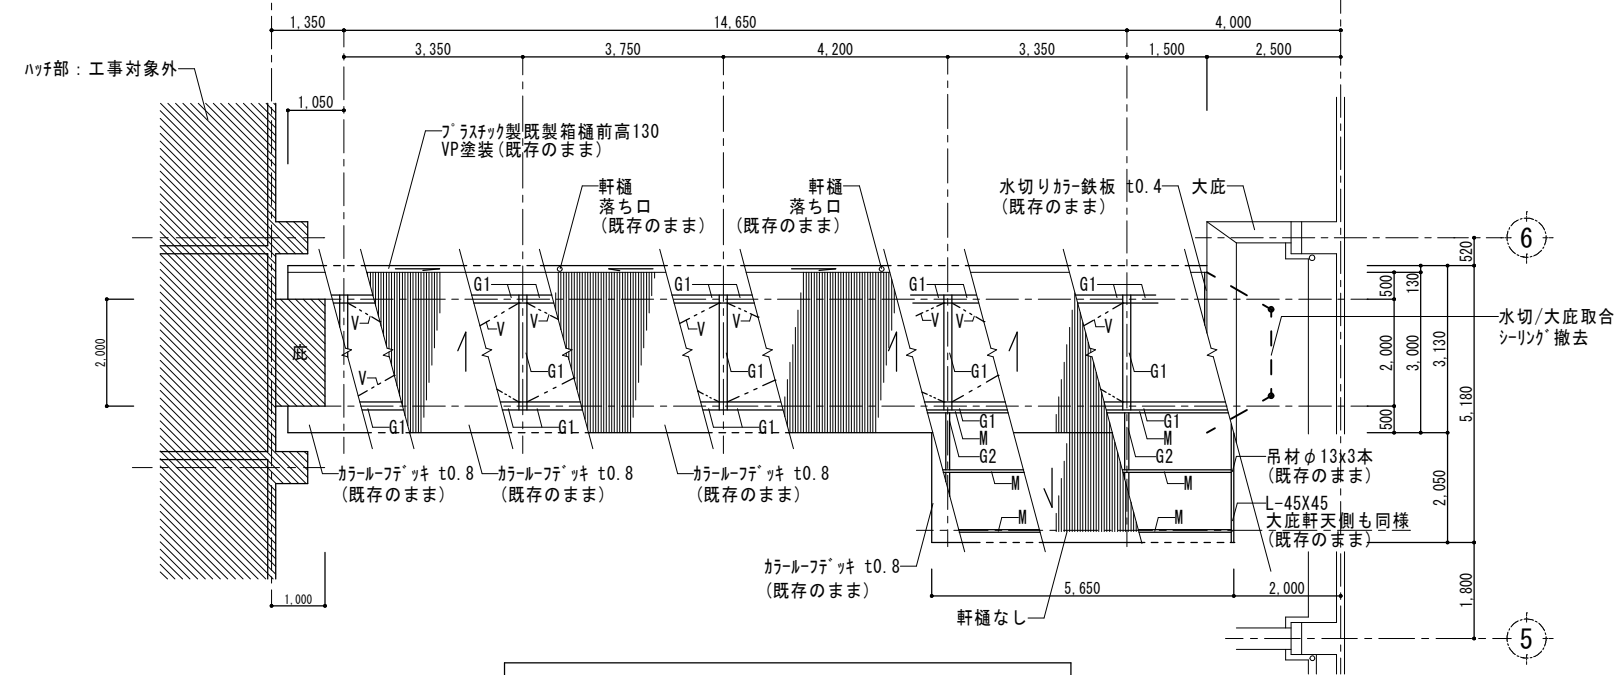 1,350
14,650
4,000
3,350
3,750
4,200
3,350
1,500
2,500
ハッチ部：工事対象外
1,050
プラスチック製既製箱樋前高130
VP塗装(既存のまま)
軒樋
落ち口
(既存のまま)
軒樋
落ち口
(既存のまま)
水切りカラー鉄板 t0.4
(既存のまま)
大庇
6
520
G1
G1
G1
G1
G1
500
130
V
V
V
V
V
V
V
水切/大庇取合
シーリング撤去
2,000
庇
G1
G1
G1
G1
2,000
3,000
3,130
V
5,180
G1
G1
G1
G1
M
G2
G1
M
G2
500
カラールーフデッキ t0.8
(既存のまま)
カラールーフデッキ t0.8
(既存のまま)
カラールーフデッキ t0.8
(既存のまま)
吊材φ13x3本
(既存のまま)
M
M
2,050
L-45X45
大庇軒天側も同様
(既存のまま)
M
M
カラールーフデッキ t0.8
(既存のまま)
5,650
2,000
1,800
1,000
軒樋なし
5